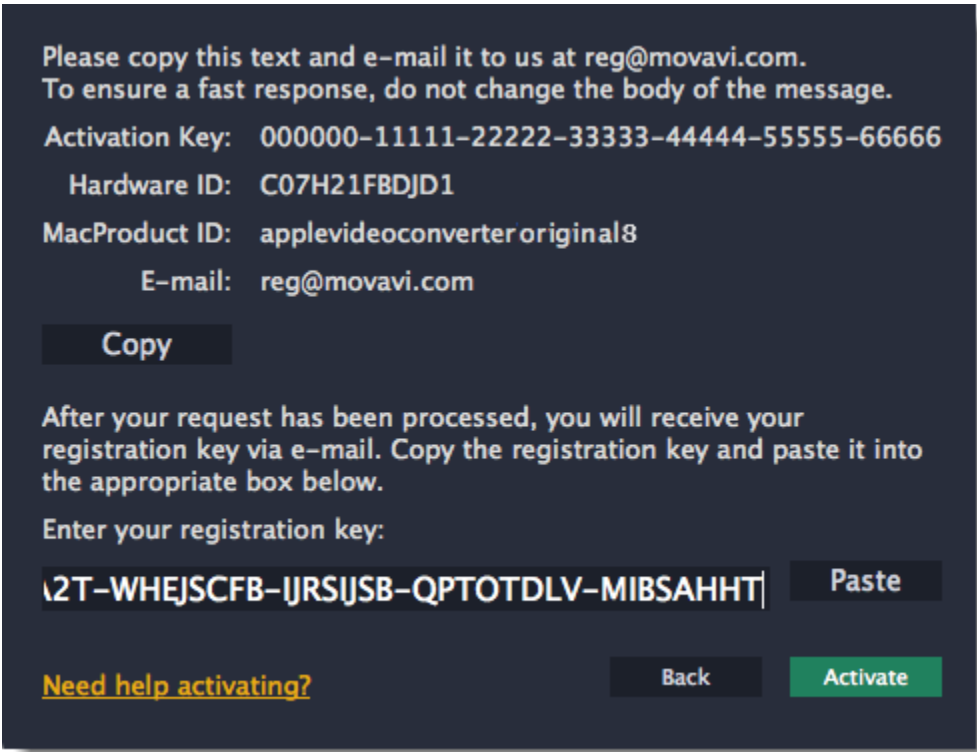 Please copy this text and e-mail it to us at reg@movavi.com.
To ensure a fast response, do not change the body of the message.
Activation Key: 000000-11111-22222-33333-44444-55555-66666
Hardware ID: C07H21FBDJD1
MacProduct ID: applevideoconverteroriginal8
E-mail: reg@movavi.com
Copy
After your request has been processed, you will receive your
registration key via e-mail. Copy the registration key and paste it into
the appropriate box below.
Enter your registration key:
2T-WHEJSCFB-IJRSIJSB-QPTOTDLV-MIBSAHHT
Paste
Need help activating?
Back
Activate